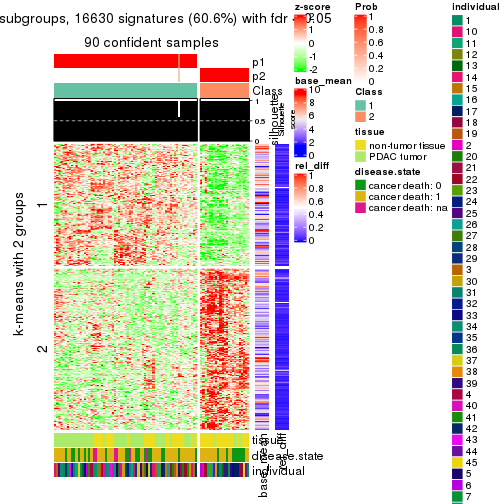 subgroups, 16630 signatures (60.6%) with fdr < 0.05
90 confident samples
p1
p2
Class
1
0.5
0
silhouette
score
1
2
k-means with 2 groups
tissue
disease.state
individual
base_mean
rel_diff
z-score
2
1
0
-1
-2
base_mean
10
8
6
4
2
0
rel_diff
1
0.8
0.6
0.4
0.2
0
Prob
1
0.8
0.6
0.4
0.2
0
Class
1
2
tissue
non-tumor tissue
PDAC tumor
disease.state
cancer death: 0
cancer death: 1
cancer death: na
individual
1
10
11
12
13
14
15
16
17
18
19
2
20
21
22
23
24
25
26
27
28
29
3
30
31
32
33
34
35
36
37
38
39
4
40
41
42
43
44
45
5
6
7